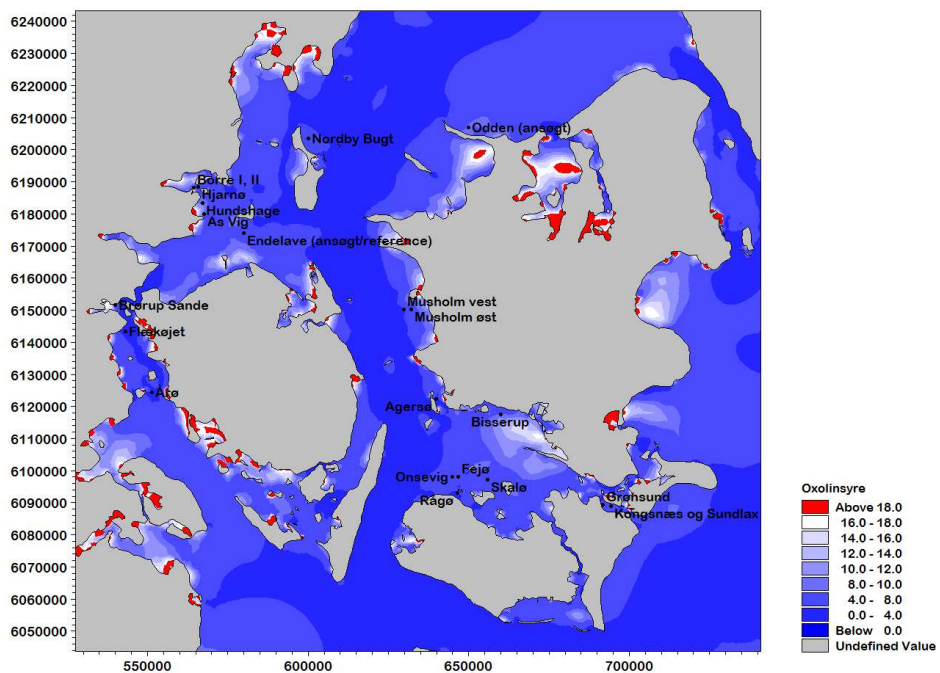 6240000
6230000
6220000
6210000
6200000
6190000
6180000
6170000
6160000
6150000
6140000
6130000
6120000
6110000
6100000
6090000
6080000
6070000
6060000
6050000
550000
600000
650000
700000
Nordby Bugt
Odden (ansøgt)
Borre I, II
Hjarnø
Hundshage
As Vig
Endelave (ansøgt/reference)
Brørup Sande
Musholm vest
Musholm øst
Flækøjet
Årø
Agersø
Bisserup
Onsevig
Fejø
Skalø
Rågø
Brønsund
Kongsnæs og Sundlax
Oxolinsyre
Above 18.0
16.0 - 18.0
14.0 - 16.0
12.0 - 14.0
10.0 - 12.0
8.0 - 10.0
4.0 - 8.0
0.0 - 4.0
Below 0.0
Undefined Value